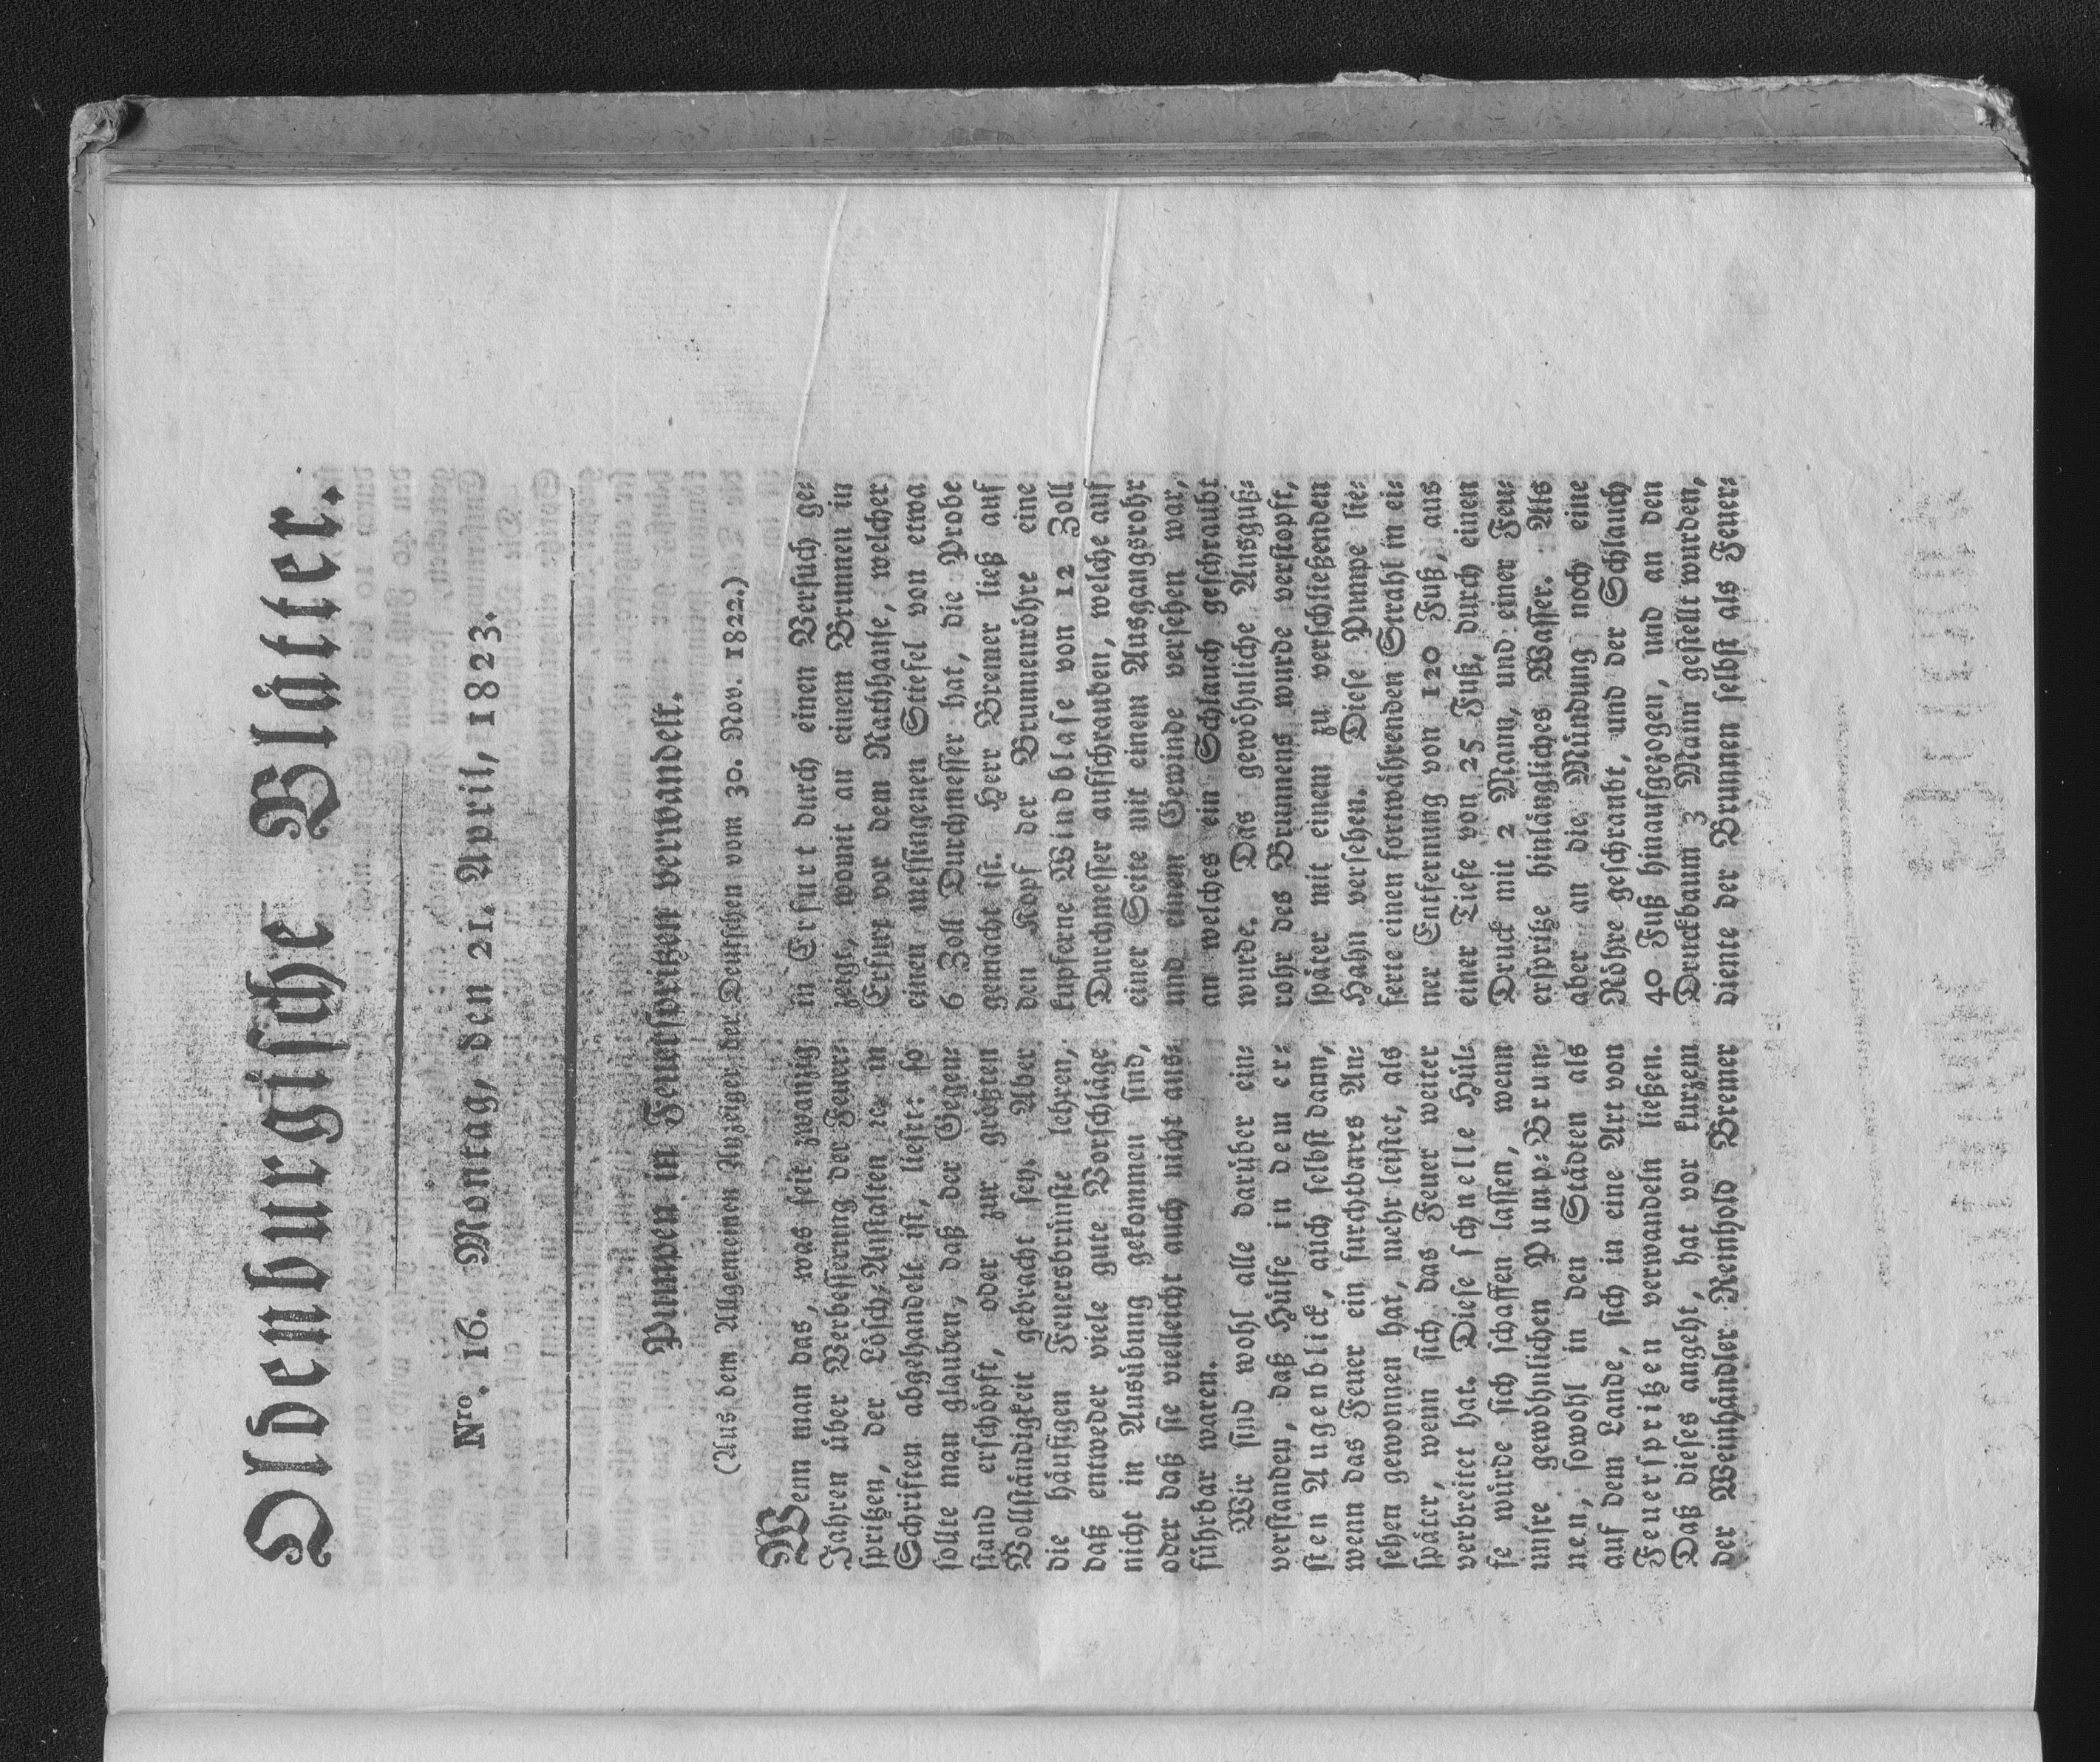 Oldenburgische Blätter.
Nro. 16. Montag, den 21. April, 1823.
Pumpen in Feuerspritzen verwandelt.
(Aus dem Allgemeinen Anzeiger der Deutschen vom 30. Nov. 1822.)
Wenn man das, was seit zwanzig
Jahren über Verbesserung der Feuer⸗
spritzen, der Lösch⸗Anstalten ꝛc. in
Schriften abgehandelt ist, liest: so
sollte man glauben, daß der Gegen⸗
stand erschöpft, oder zur größten
Vollständigkeit gebracht sey. Aber
die häufigen Feuersbrünste lehren,
daß entweder viele gute Vorschläge
nicht in Ausübung gekommen sind,
oder daß sie vielleicht auch nicht aus⸗
führbar waren.
Wir sind wohl alle darüber ein⸗
verstanden, daß Hülfe in dem er⸗
sten Augenblick, auch selbst dann,
wenn das Feuer ein furchtbares An⸗
sehen gewonnen hat, mehr leistet, als
später, wenn sich das Feuer weiter
verbreitet hat. Diese schnelle Hül⸗
fe würde sich schaffen lassen, wenn
unsre gewöhnlichen Pump⸗Brun⸗
nen, sowohl in den Städten als
auf dem Lande, sich in eine Art von
Feuerspritzen verwandeln ließen.
Daß dieses angeht, hat vor kurzen
der Weinhändler Reinhold Bremer
in Erfurt durch einen Versuch ge⸗
zeigt, womit an einem Brunnen in
Erfurt vor dem Rathhause, welcher
einen messingenen Stiefel von etwa
6 Zoll Durchmesser hat, die Probe
gemacht ist. Herr Bremer ließ auf
den Kopf der Brunnenröhre eine
kupferne Windblase von 12 Zoll
Durchmesser aufschrauben, welche auf
einer Seite mit einem Ausgangsrohr
und einem Gewinde versehen war,
an welches ein Schlauch geschraubt
wurde. Das gewöhnliche Ausguß⸗
rohr des Brunnens wurde verstopft,
später mit einem zu verschließenden
Hahn versehen. Diese Pumpe lie⸗
ferte einen fortwährenden Strahl in ei⸗
ner Entfernung von 120 Fuß, aus
einer Tiefe von 25 Fuß, durch einen
Druck mit 2 Mann, und einer Feu⸗
erspritze hinlängliches Wasser. Als
aber an die Mündung noch eine
Röhre geschraubt, und der Schlauch
40 Fuß hinaufgezogen, und an den
Druckbaum 3 Mann gestellt wurden,
diente der Brunnen selbst als Feuer⸗